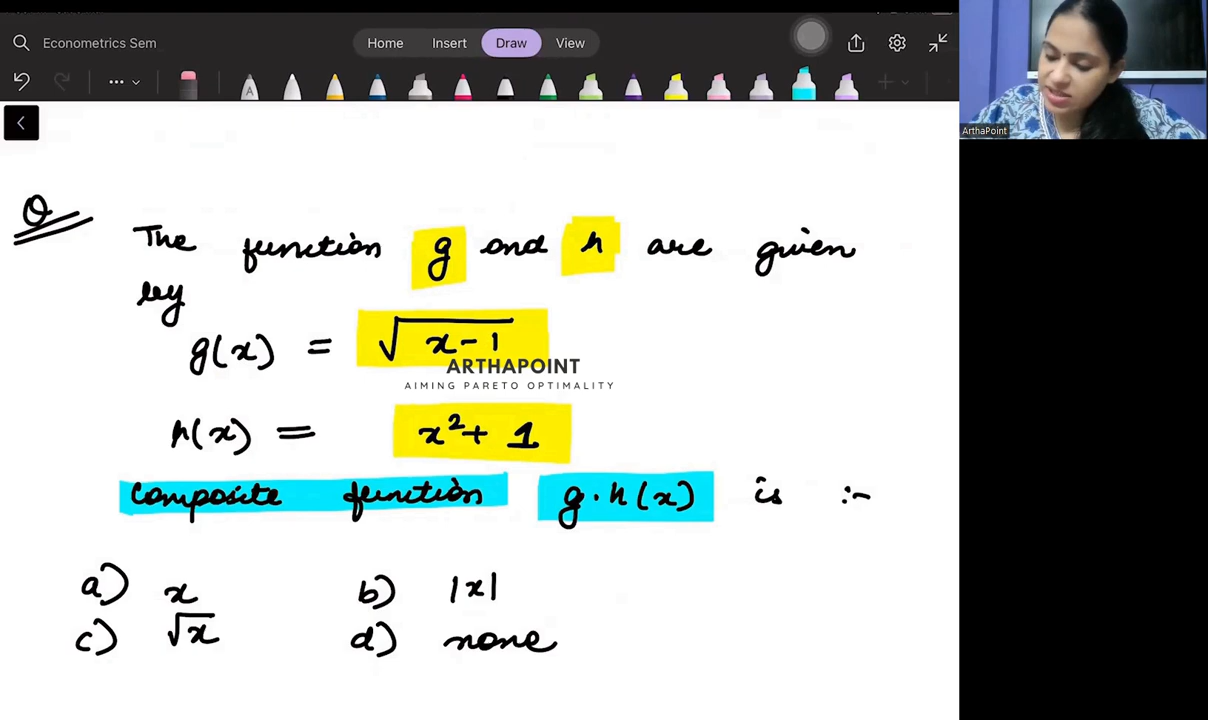 Econometrics Sem
Home Insert Draw View
A
ArthaPoint
Q
The function g and h are given
by
g(x) = √x-1
ARTHAPOINT
AIMING PARETO OPTIMALITY
h(x) = x²+ 1
composite function g.h(x) is :-
a) x b) |x|
c) √x d) none